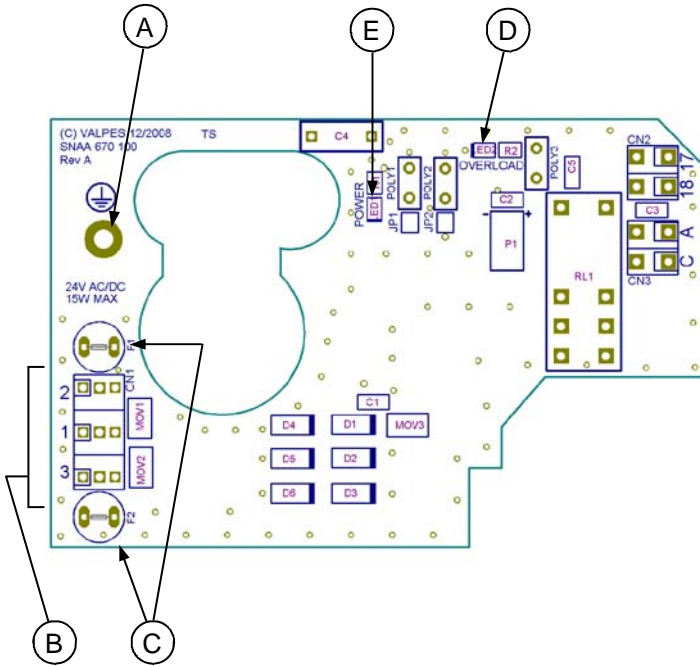 A
E
D
(C) VALPES 12/2008 TS
SNAA 670 100
Rev A
C4
ED2
R2
OVERLOAD
POLY3
C5
CN2
17
18
POWER
R1
ED1
POLY1
POLY2
JP1
JP2
C2
- +
P1
C3
A
C
CN3
RL1
24V AC/DC
15W MAX
F1
CN1
2
1
3
MOV1
MOV2
C1
D4
D1
MOV3
D5
D2
D6
D3
F2
B
C